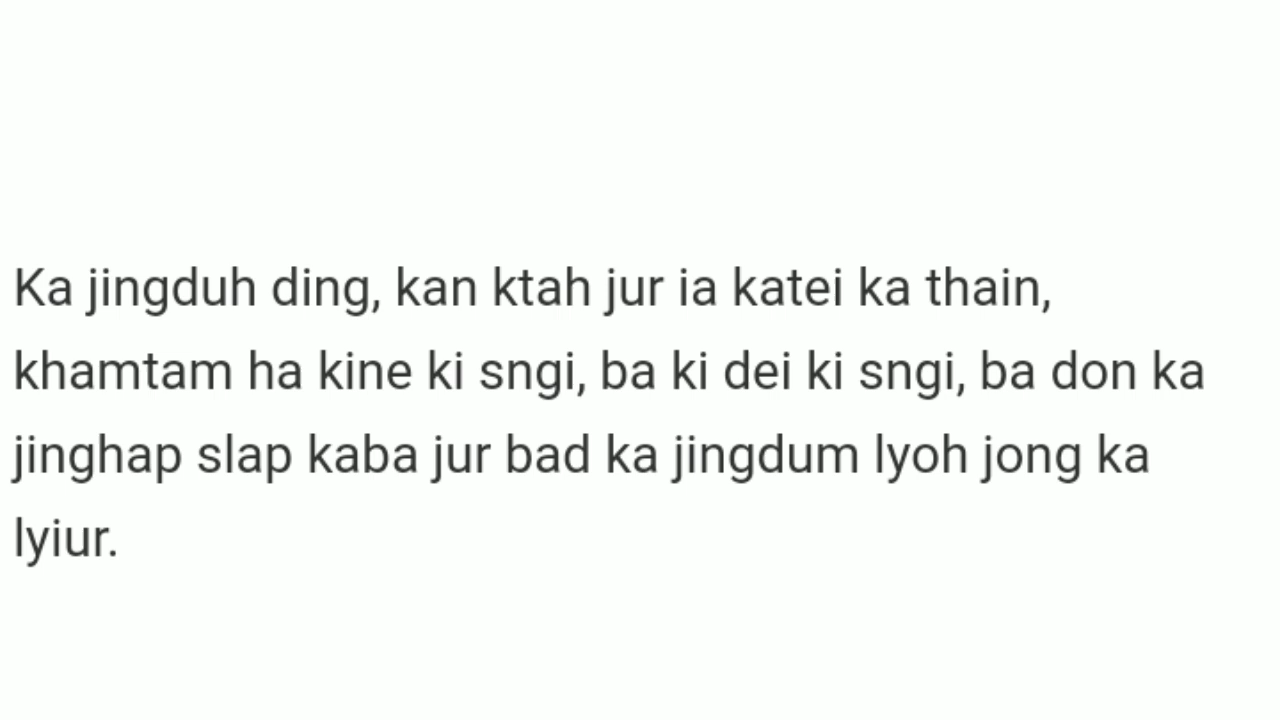 Ka jingduh ding, kan ktah jur ia katei ka thain,
khamtam ha kine ki sngi, ba ki dei ki sngi, ba don ka
jinghap slap kaba jur bad ka jingdum lyoh jong ka
lyiur.